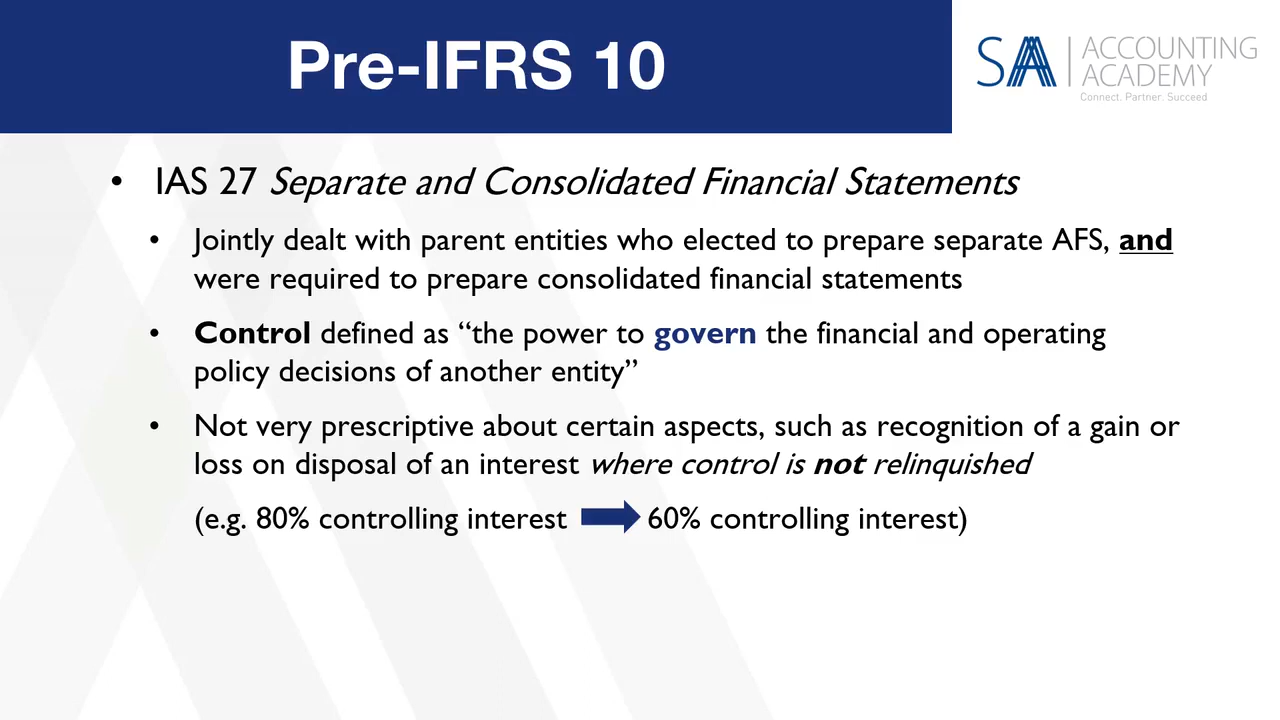 Pre-IFRS 10
SAA ACCOUNTING
ACADEMY
Connect. Partner. Succeed
• IAS 27 Separate and Consolidated Financial Statements
• Jointly dealt with parent entities who elected to prepare separate AFS, and
were required to prepare consolidated financial statements
• Control defined as “the power to govern the financial and operating
policy decisions of another entity”
• Not very prescriptive about certain aspects, such as recognition of a gain or
loss on disposal of an interest where control is not relinquished
(e.g. 80% controlling interest 60% controlling interest)